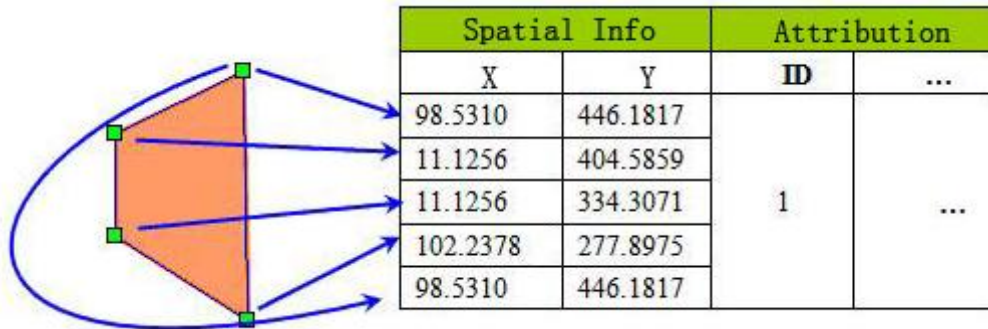 Spatial Info Attribution
X Y ID ...
98.5310 446.1817
11.1256 404.5859
11.1256 334.3071 1 ...
102.2378 277.8975
98.5310 446.1817